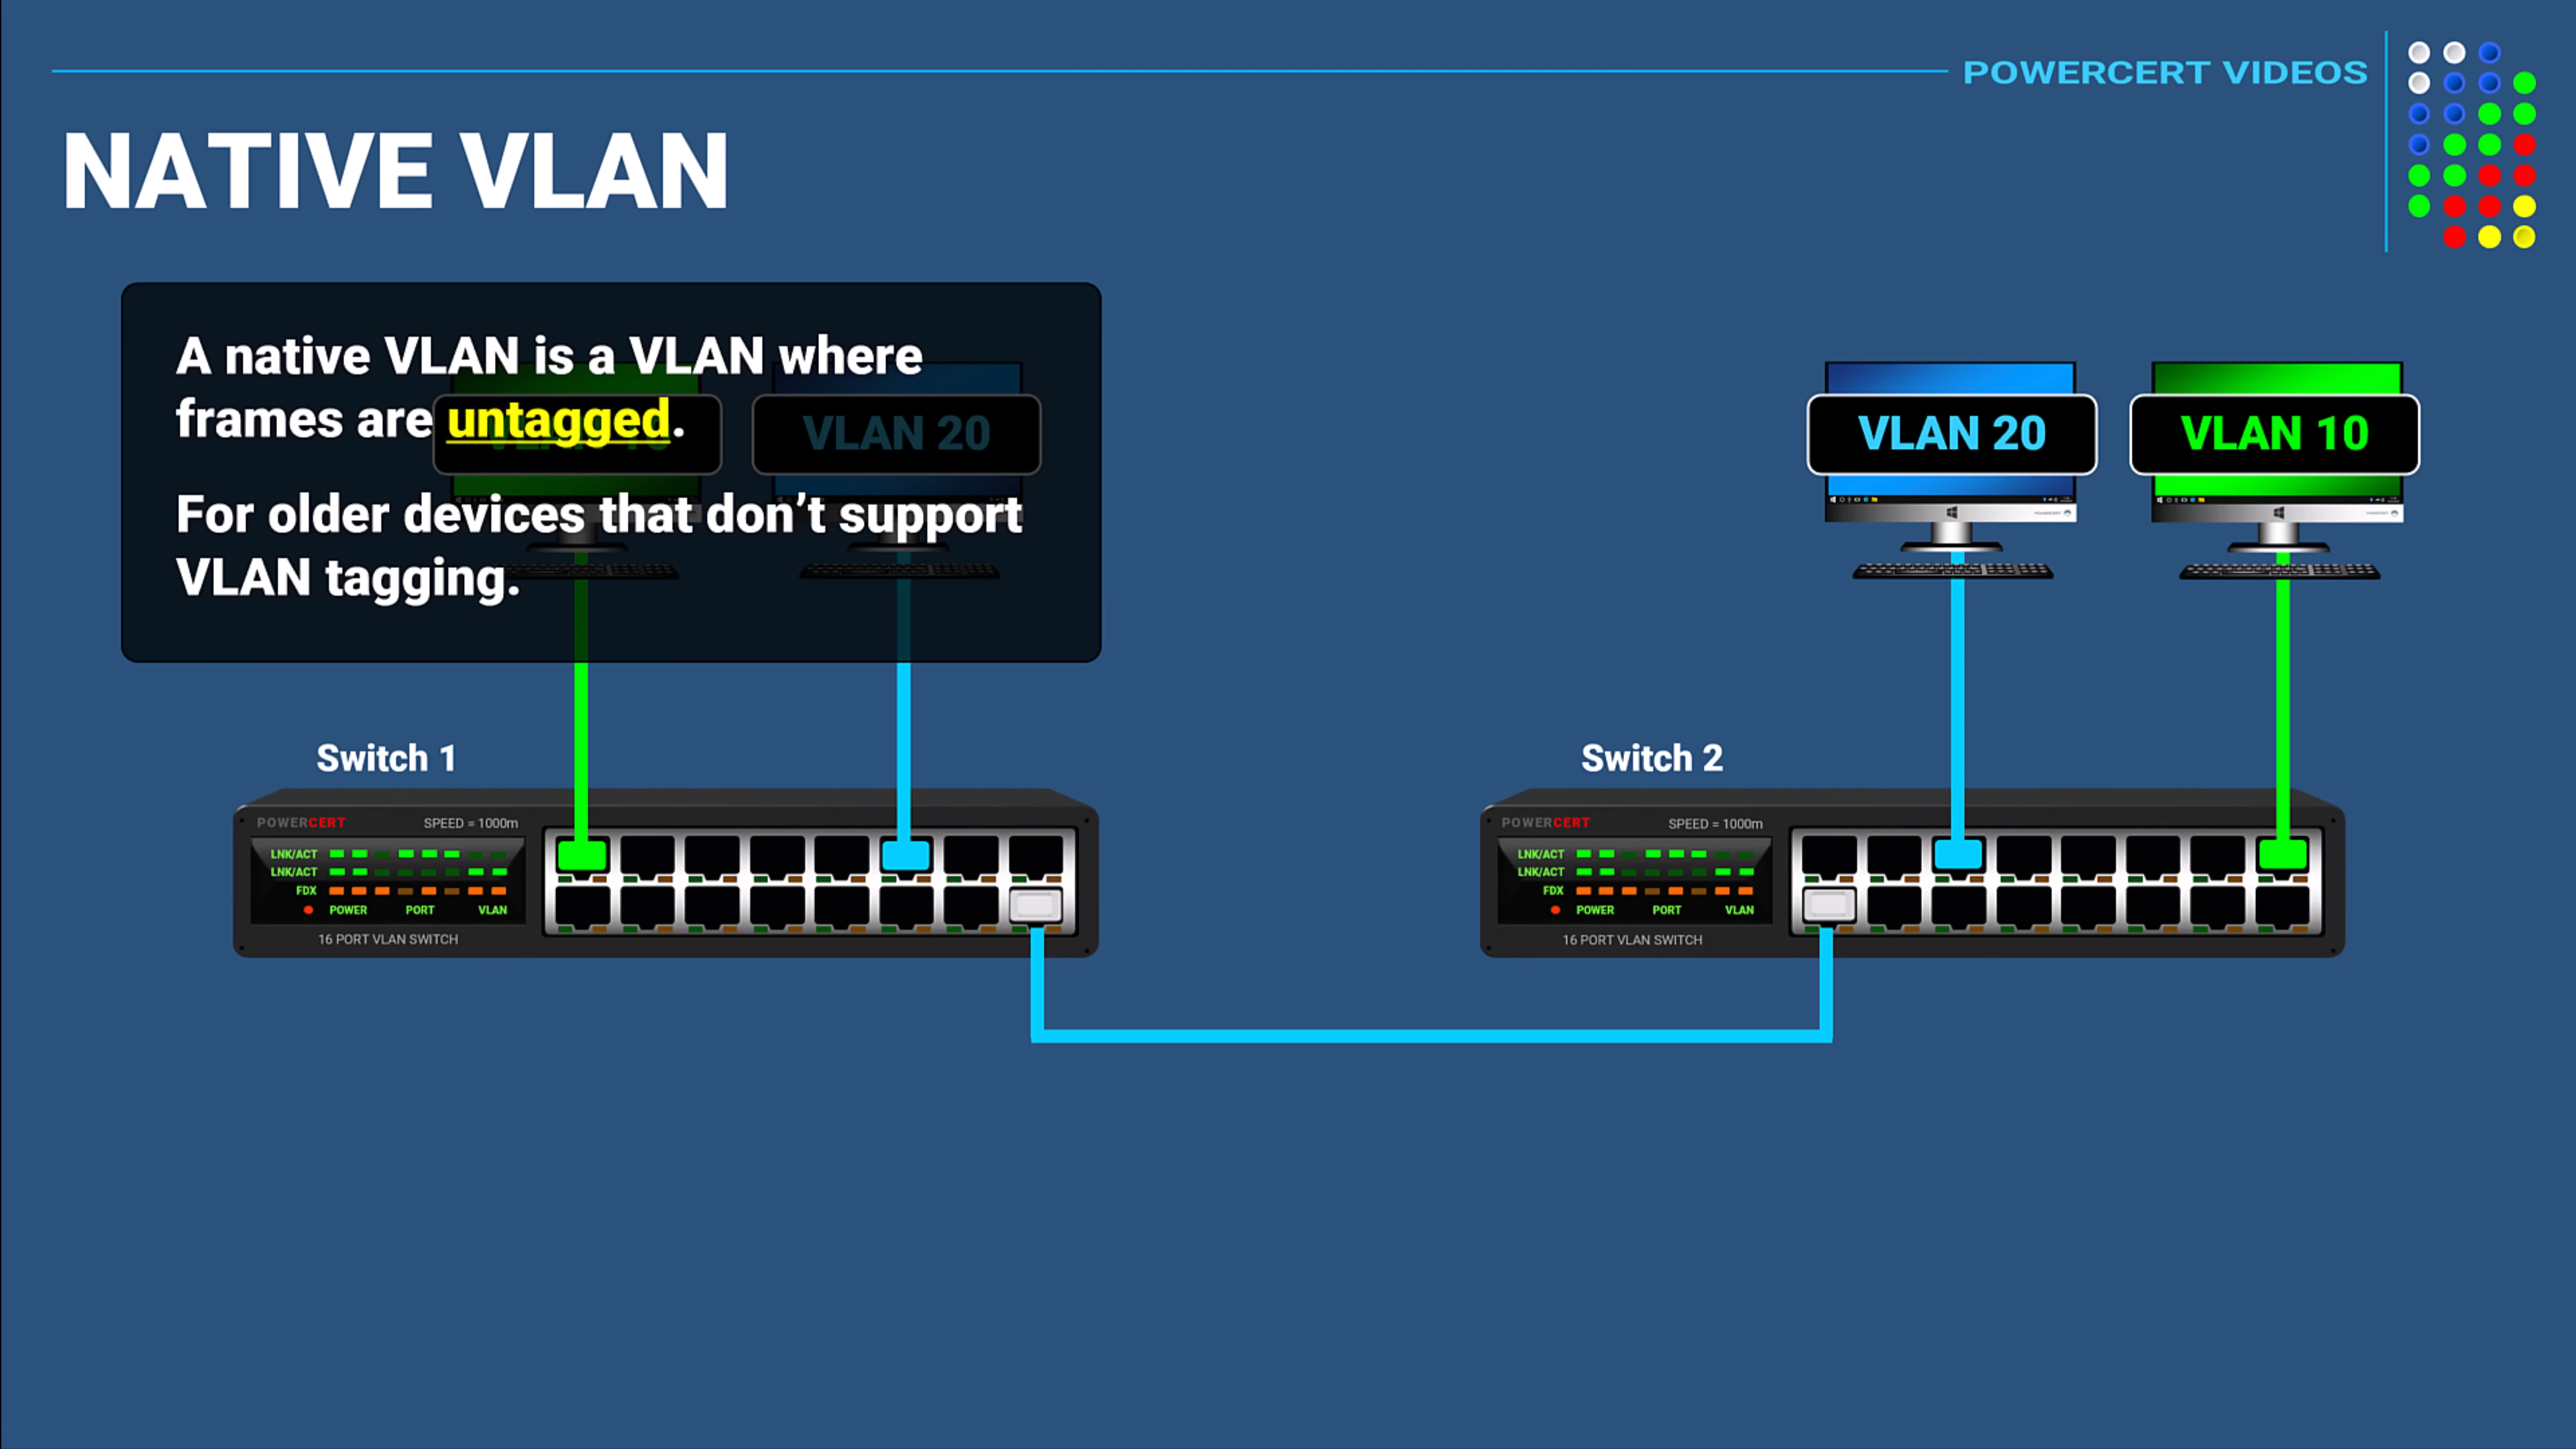 POWERCERT VIDEOS
NATIVE VLAN
A native VLAN is a VLAN where
frames are untagged.
For older devices that don't support
VLAN tagging.
VLAN 20
VLAN 20
VLAN 10
Switch 1
Switch 2
POWERCERT
SPEED = 1000m
LNK/ACT
LNK/ACT
FDX
POWER PORT VLAN
16 PORT VLAN SWITCH
POWERCERT
SPEED = 1000m
LNK/ACT
LNK/ACT
FDX
POWER PORT VLAN
16 PORT VLAN SWITCH